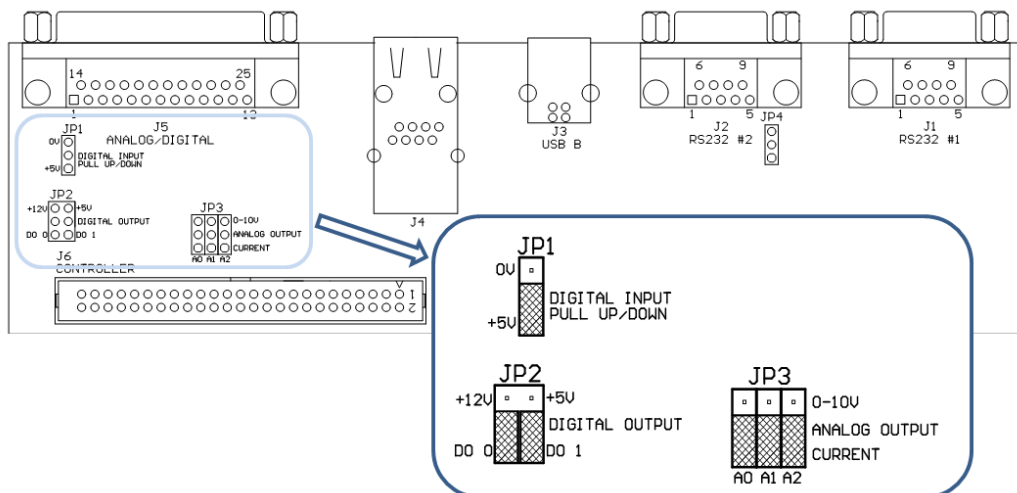 14 25
1 13
J5
ANALOG/DIGITAL
JP1
0V
DIGITAL INPUT
PULL UP/DOWN
+5V
JP2
+12V +5V
DIGITAL OUTPUT
DO 0 DO 1
JP3
0-10V
ANALOG OUTPUT
CURRENT
A0 A1 A2
J6
CONTROLLER
1
2
J4
J3
USB B
6 9
1 5
J2
RS232 #2
JP4
6 9
1 5
J1
RS232 #1
JP1
0V
DIGITAL INPUT
PULL UP/DOWN
+5V
JP2
+12V +5V
DIGITAL OUTPUT
DO 0 DO 1
JP3
0-10V
ANALOG OUTPUT
CURRENT
A0 A1 A2